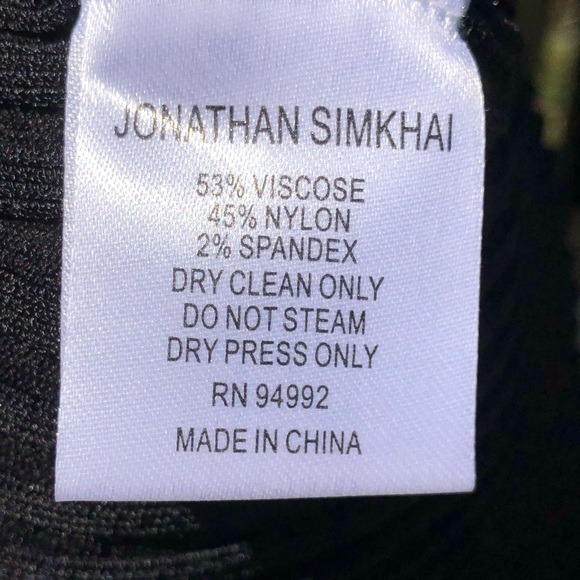 JONATHAN SIMKHAI
53% VISCOSE
45% NYLON
2% SPANDEX
DRY CLEAN ONLY
DO NOT STEAM
DRY PRESS ONLY
RN 94992
MADE IN CHINA